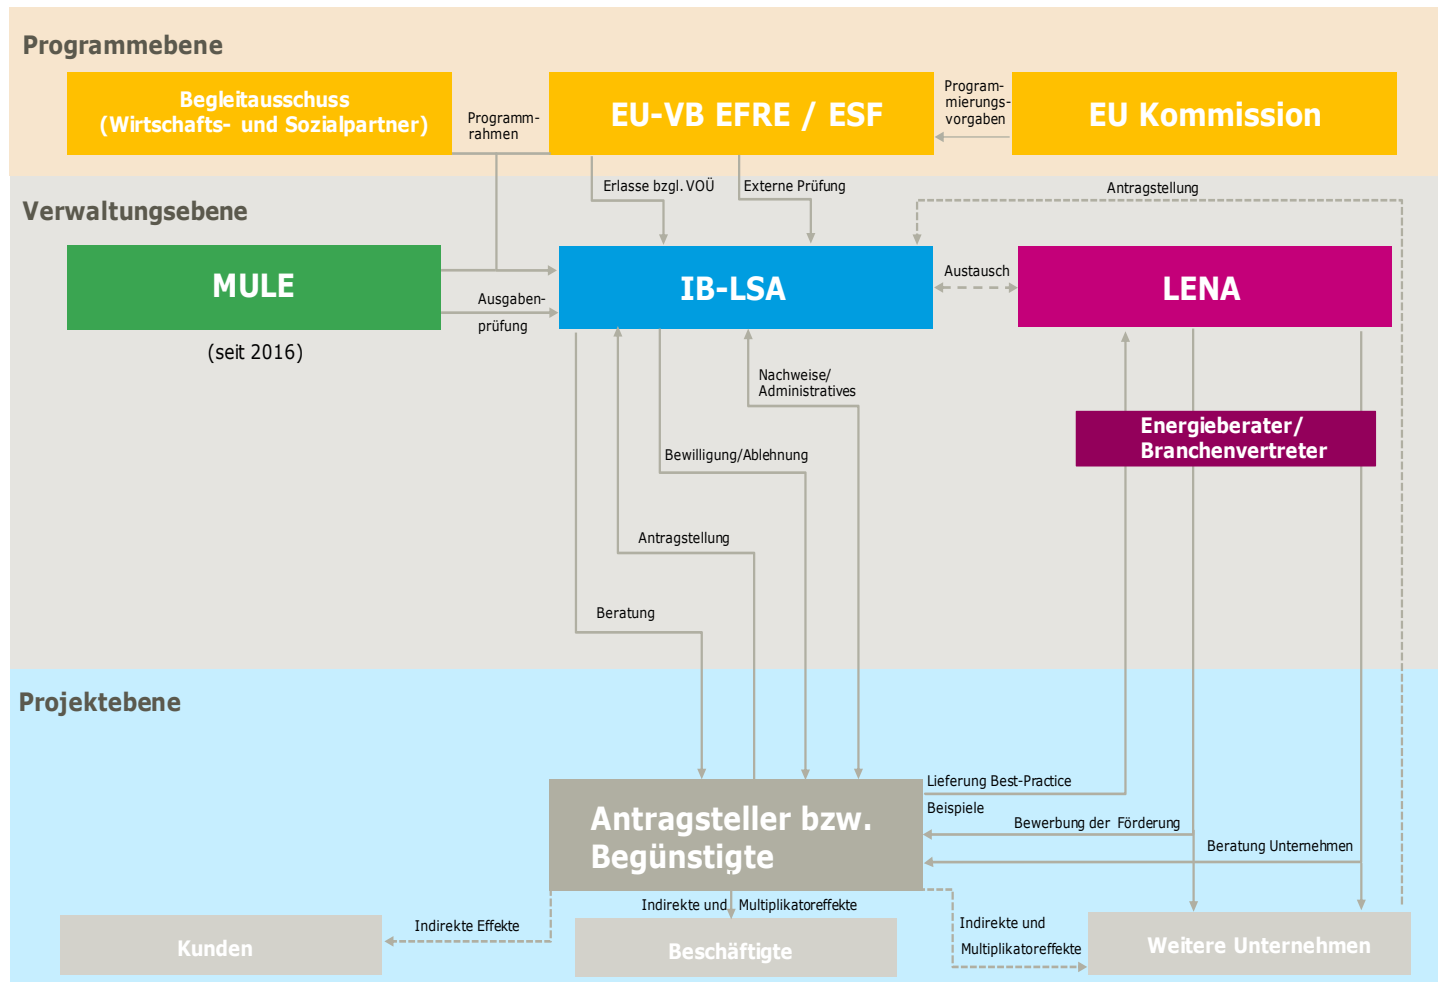 Programmebene
Begleitausschuss
(Wirtschafts- und Sozialpartner)
Programm-
rahmen
EU-VB EFRE / ESF
Program-
mierungs-
vorgaben
EU Kommission
Erlasse bzgl. VOÜ
Externe Prüfung
Antragstellung
Verwaltungsebene
MULE
(seit 2016)
Ausgaben-
prüfung
IB-LSA
Austausch
LENA
Nachweise/
Administratives
Energieberater/
Branchenvertreter
Bewilligung/Ablehnung
Antragstellung
Beratung
Projektebene
Antragsteller bzw.
Begünstigte
Lieferung Best-Practice
Beispiele
Bewerbung der Förderung
Beratung Unternehmen
Indirekte Effekte
Indirekte und Multiplikatoreffekte
Indirekte und
Multiplikatoreffekte
Kunden
Beschäftigte
Weitere Unternehmen